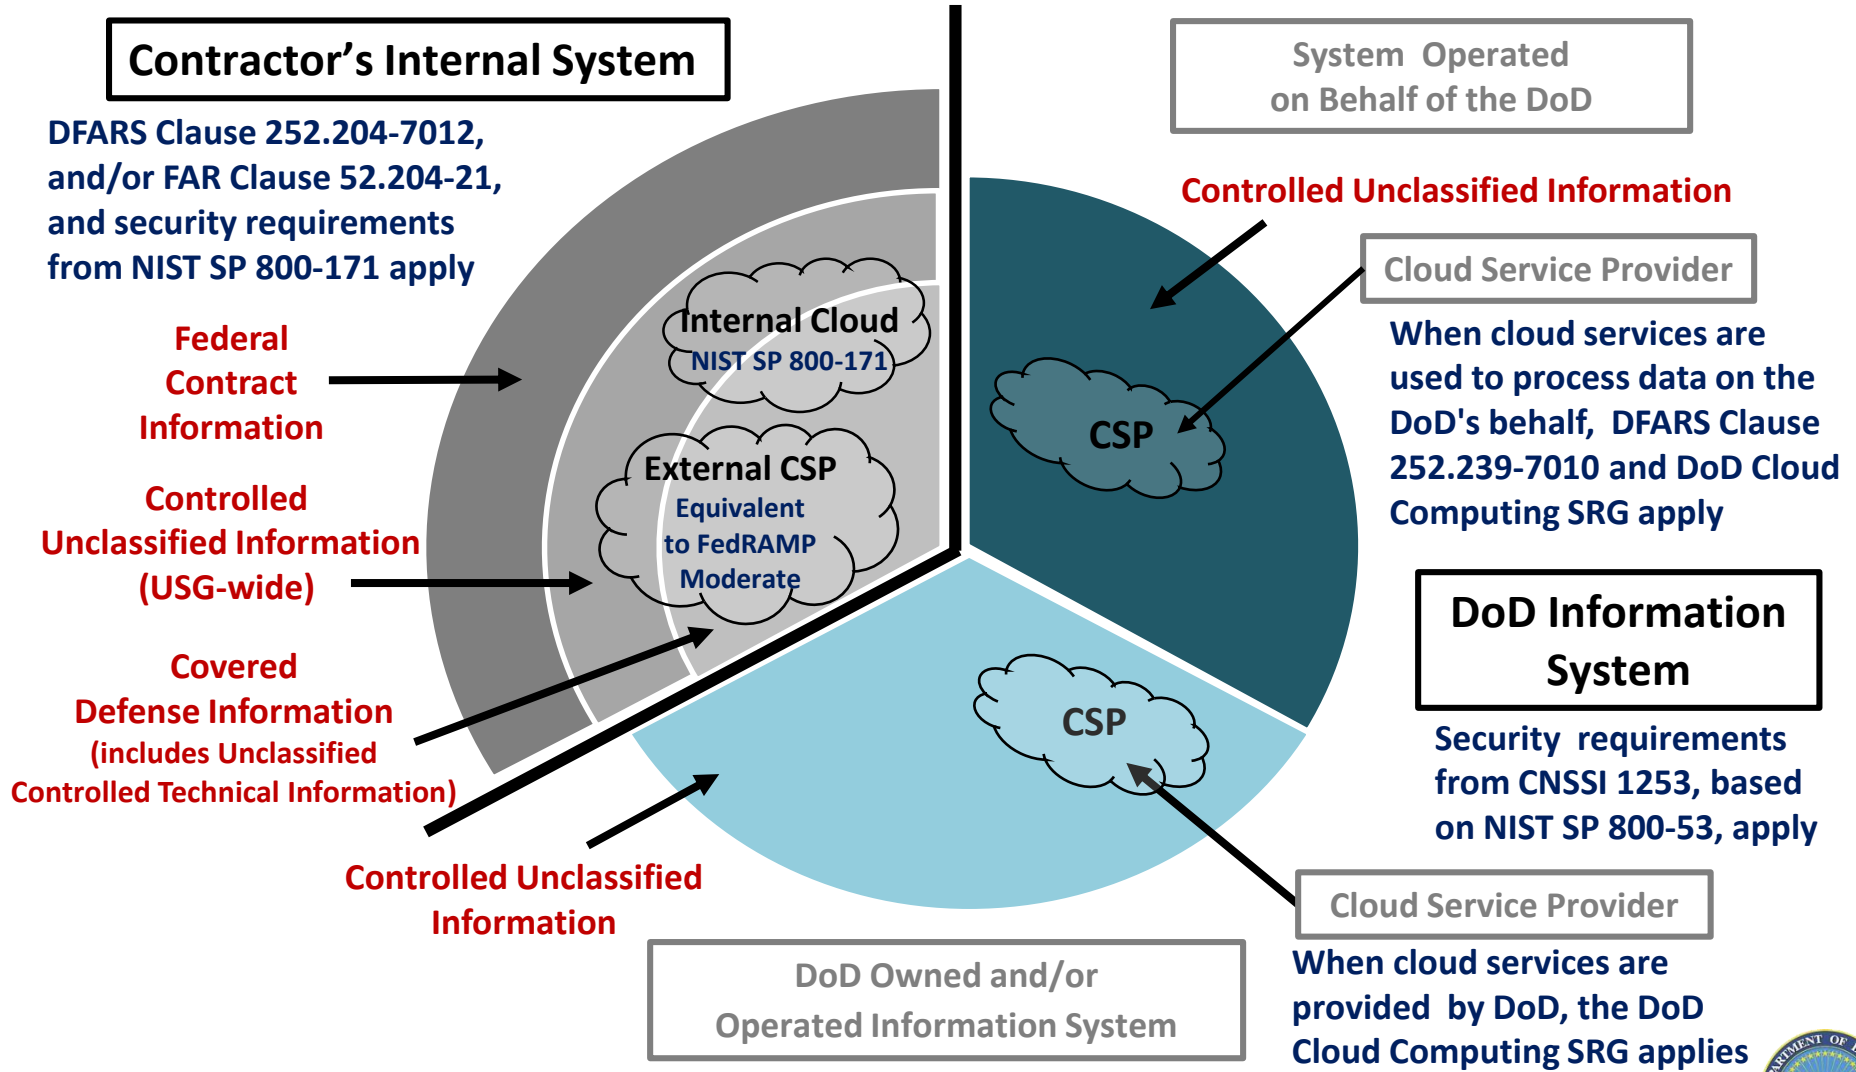 Contractor's Internal System
DFARS Clause 252.204-7012,
and/or FAR Clause 52.204-21,
and security requirements
from NIST SP 800-171 apply
Federal
Contract
Information
Controlled
Unclassified Information
(USG-wide)
Covered
Defense Information
(includes Unclassified
Controlled Technical Information)
Internal Cloud
NIST SP 800-171
External CSP
Equivalent
to FedRAMP
Moderate
System Operated
on Behalf of the DoD
Controlled Unclassified Information
Cloud Service Provider
When cloud services are
used to process data on the
DoD's behalf, DFARS Clause
252.239-7010 and DoD Cloud
Computing SRG apply
CSP
DoD Information
System
Security requirements
from CNSSI 1253, based
on NIST SP 800-53, apply
CSP
Controlled Unclassified
Information
Cloud Service Provider
When cloud services are
provided by DoD, the DoD
Cloud Computing SRG applies
DoD Owned and/or
Operated Information System